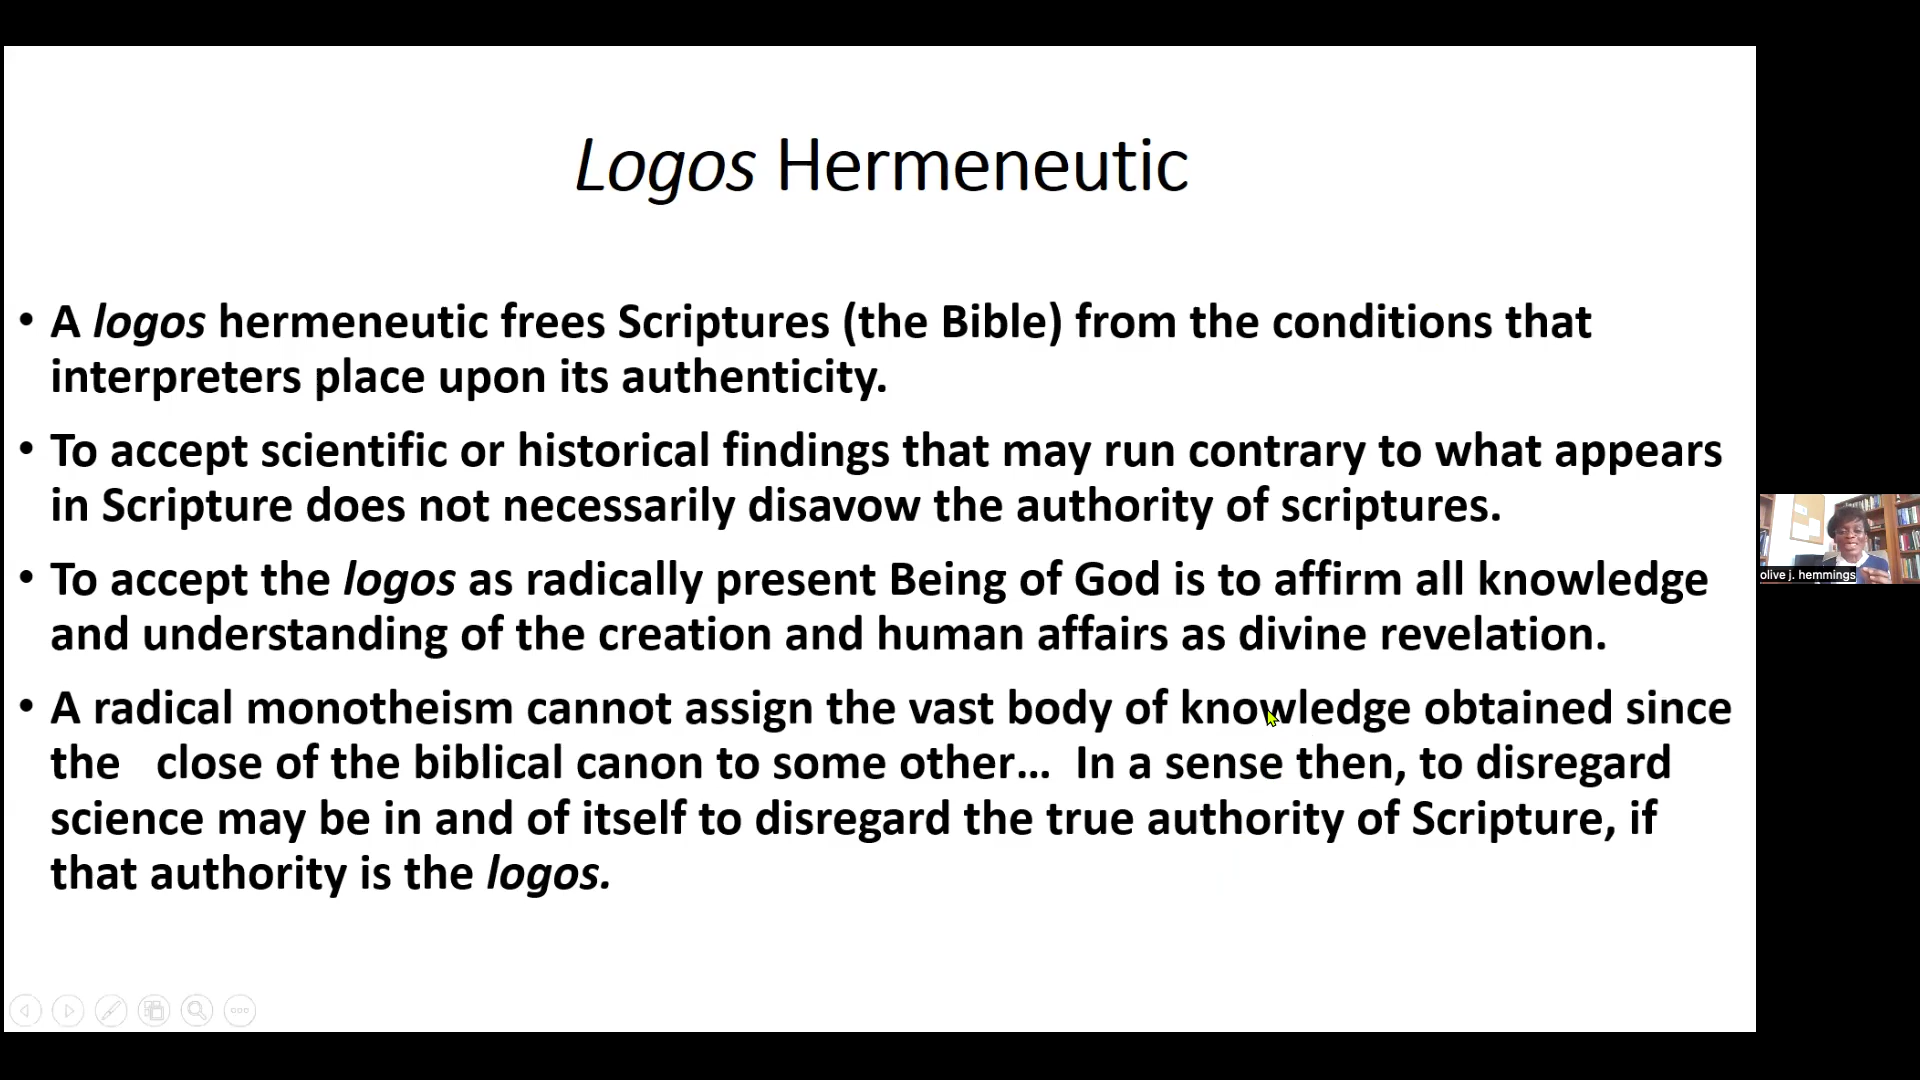 Logos Hermeneutic
• A logos hermeneutic frees Scriptures (the Bible) from the conditions that
interpreters place upon its authenticity.
• To accept scientific or historical findings that may run contrary to what appears
in Scripture does not necessarily disavow the authority of scriptures.
• To accept the logos as radically present Being of God is to affirm all knowledge
and understanding of the creation and human affairs as divine revelation.
• A radical monotheism cannot assign the vast body of knowledge obtained since
the close of the biblical canon to some other... In a sense then, to disregard
science may be in and of itself to disregard the true authority of Scripture, if
that authority is the logos.
olive j. hemmings